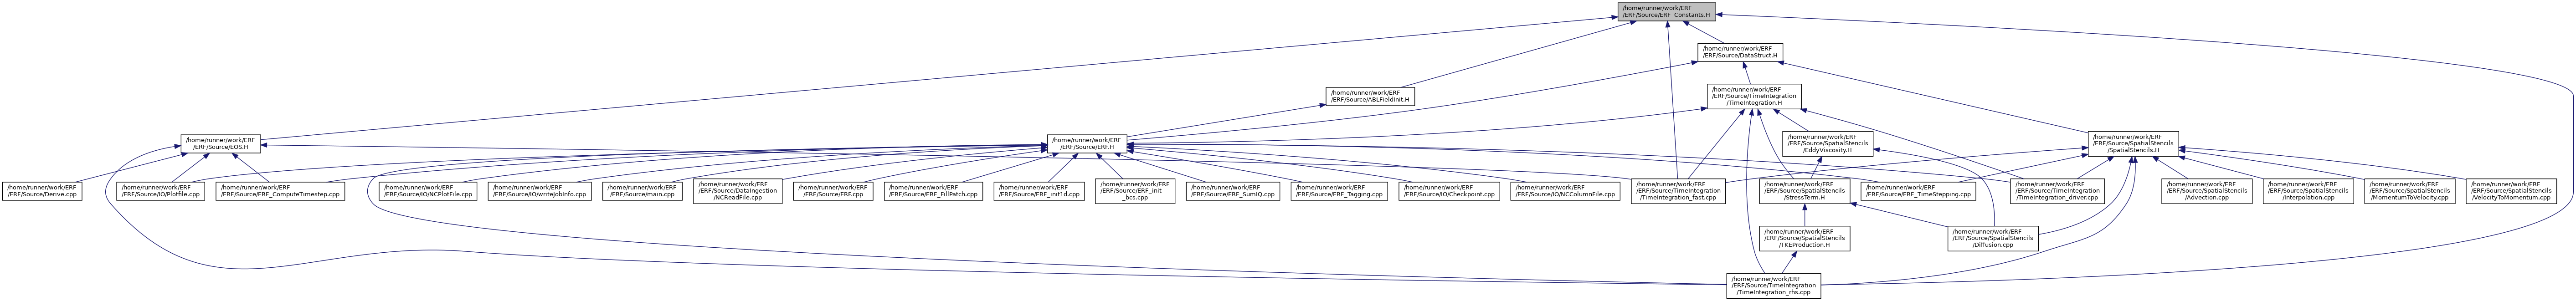 /home/runner/work/ERF
/ERF/Source/ERF_Constants.H
/home/runner/work/ERF
/ERF/Source/DataStruct.H
/home/runner/work/ERF
/ERF/Source/ABLFieldInit.H
/home/runner/work/ERF
/ERF/Source/TimeIntegration
/TimeIntegration.H
/home/runner/work/ERF
/ERF/Source/EOS.H
/home/runner/work/ERF
/ERF/Source/ERF.H
/home/runner/work/ERF
/ERF/Source/SpatialStencils
/EddyViscosity.H
/home/runner/work/ERF
/ERF/Source/SpatialStencils
/SpatialStencils.H
/home/runner/work/ERF
/ERF/Source/Derive.cpp
/home/runner/work/ERF
/ERF/Source/IO/Plotfile.cpp
/home/runner/work/ERF
/ERF/Source/ERF_ComputeTimestep.cpp
/home/runner/work/ERF
/ERF/Source/IO/NCPlotFile.cpp
/home/runner/work/ERF
/ERF/Source/IO/writeJobInfo.cpp
/home/runner/work/ERF
/ERF/Source/main.cpp
/home/runner/work/ERF
/ERF/Source/DataIngestion
/NCReadFile.cpp
/home/runner/work/ERF
/ERF/Source/ERF.cpp
/home/runner/work/ERF
/ERF/Source/ERF_FillPatch.cpp
/home/runner/work/ERF
/ERF/Source/ERF_init1d.cpp
/home/runner/work/ERF
/ERF/Source/ERF_init
_bcs.cpp
/home/runner/work/ERF
/ERF/Source/ERF_SumIQ.cpp
/home/runner/work/ERF
/ERF/Source/ERF_Tagging.cpp
/home/runner/work/ERF
/ERF/Source/IO/Checkpoint.cpp
/home/runner/work/ERF
/ERF/Source/IO/NCColumnFile.cpp
/home/runner/work/ERF
/ERF/Source/TimeIntegration
/TimeIntegration_fast.cpp
/home/runner/work/ERF
/ERF/Source/SpatialStencils
/StressTerm.H
/home/runner/work/ERF
/ERF/Source/ERF_TimeStepping.cpp
/home/runner/work/ERF
/ERF/Source/TimeIntegration
/TimeIntegration_driver.cpp
/home/runner/work/ERF
/ERF/Source/SpatialStencils
/Advection.cpp
/home/runner/work/ERF
/ERF/Source/SpatialStencils
/Interpolation.cpp
/home/runner/work/ERF
/ERF/Source/SpatialStencils
/MomentumToVelocity.cpp
/home/runner/work/ERF
/ERF/Source/SpatialStencils
/VelocityToMomentum.cpp
/home/runner/work/ERF
/ERF/Source/SpatialStencils
/TKEProduction.H
/home/runner/work/ERF
/ERF/Source/SpatialStencils
/Diffusion.cpp
/home/runner/work/ERF
/ERF/Source/TimeIntegration
/TimeIntegration_rhs.cpp